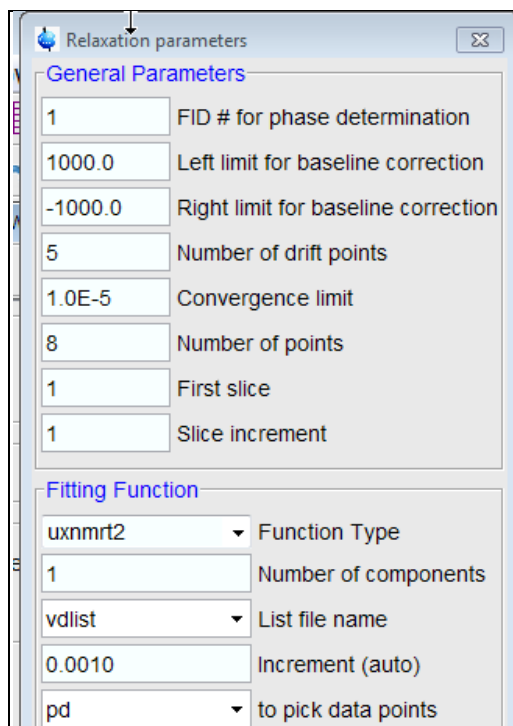 Relaxation parameters
General Parameters
1 FID # for phase determination
1000.0 Left limit for baseline correction
-1000.0 Right limit for baseline correction
5 Number of drift points
1.0E-5 Convergence limit
8 Number of points
1 First slice
1 Slice increment
Fitting Function
uxnmrt2 Function Type
1 Number of components
vdlist List file name
0.0010 Increment (auto)
pd to pick data points